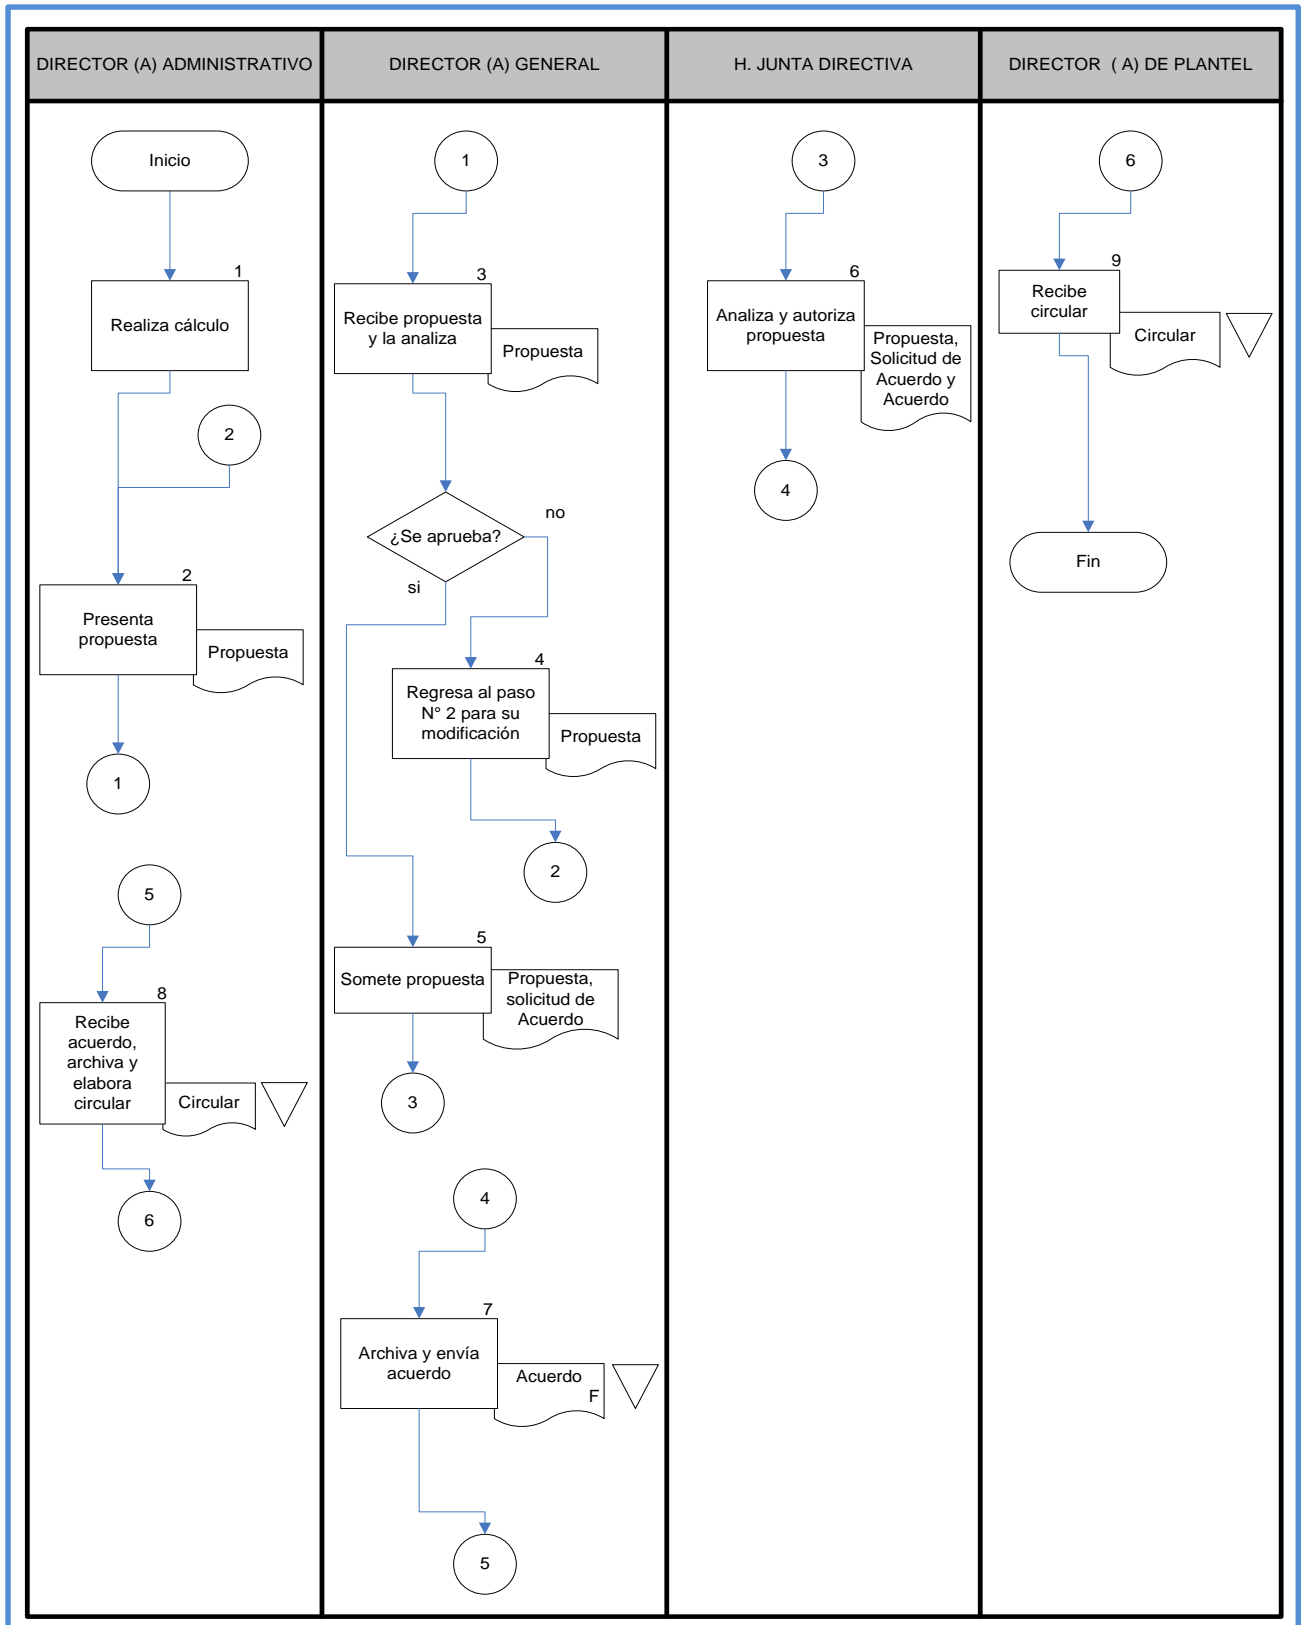 DIRECTOR (A) ADMINISTRATIVO
DIRECTOR (A) GENERAL
H. JUNTA DIRECTIVA
DIRECTOR ( A) DE PLANTEL
Inicio
1
Realiza cálculo
2
2
Presenta
propuesta
Propuesta
1
5
8
Recibe
acuerdo,
archiva y
elabora
circular
Circular
6
1
3
Recibe propuesta
y la analiza
Propuesta
¿Se aprueba?
no
si
4
Regresa al paso
N° 2 para su
modificación
Propuesta
2
5
Somete propuesta
Propuesta,
solicitud de
Acuerdo
3
4
7
Archiva y envía
acuerdo
Acuerdo
F
5
3
6
Analiza y autoriza
propuesta
Propuesta,
Solicitud de
Acuerdo y
Acuerdo
4
6
9
Recibe
circular
Circular
Fin